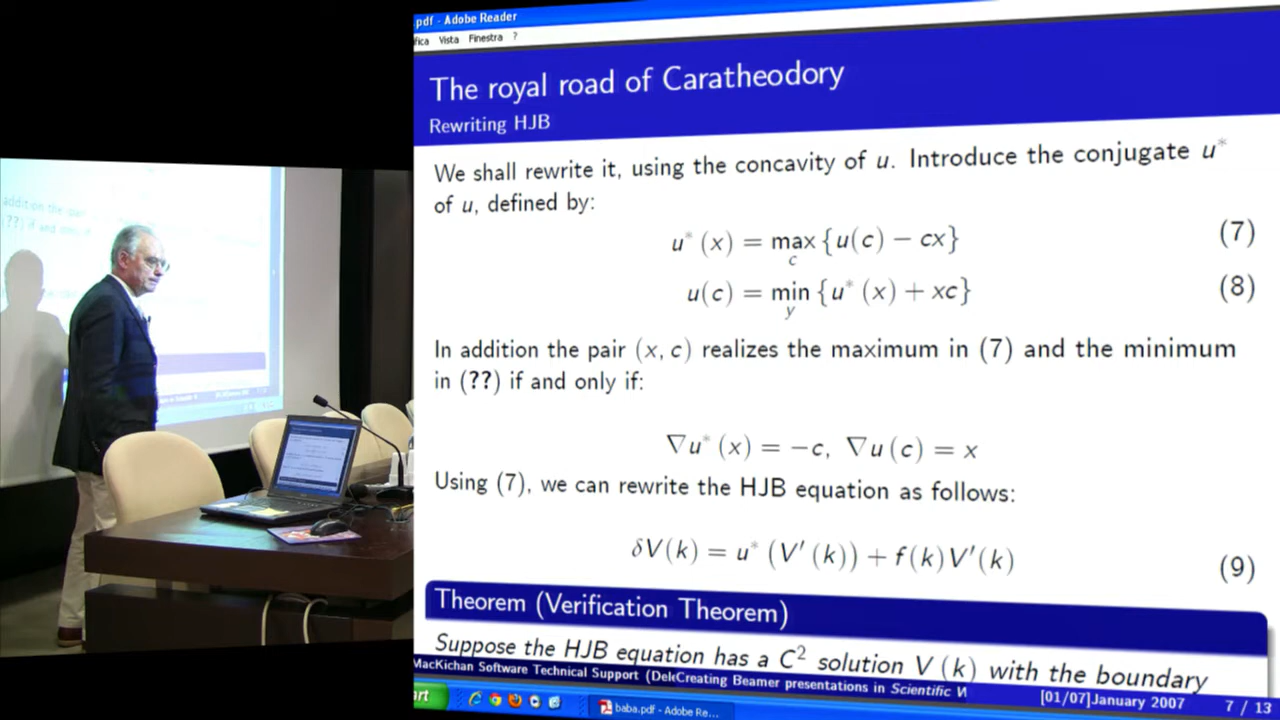 .pdf - Adobe Reader
fica Vista Finestra ?
The royal road of Caratheodory
Rewriting HJB
We shall rewrite it, using the concavity of u. Introduce the conjugate u*
of u, defined by:
u* (x) = max {u(c) − cx} (7)
c
u(c) = min {u* (x) + xc} (8)
y
In addition the pair (x, c) realizes the maximum in (7) and the minimum
in (??) if and only if:
∇u* (x) = −c, ∇u (c) = x
Using (7), we can rewrite the HJB equation as follows:
δV(k) = u* (V′ (k)) + f(k)V′(k) (9)
Theorem (Verification Theorem)
Suppose the HJB equation has a C² solution V (k) with the boundary
MacKichan Software Technical Support (DelCreating Beamer presentations in Scientific W [01/07]January 2007 7 / 13
art baba.pdf - Adobe Re...